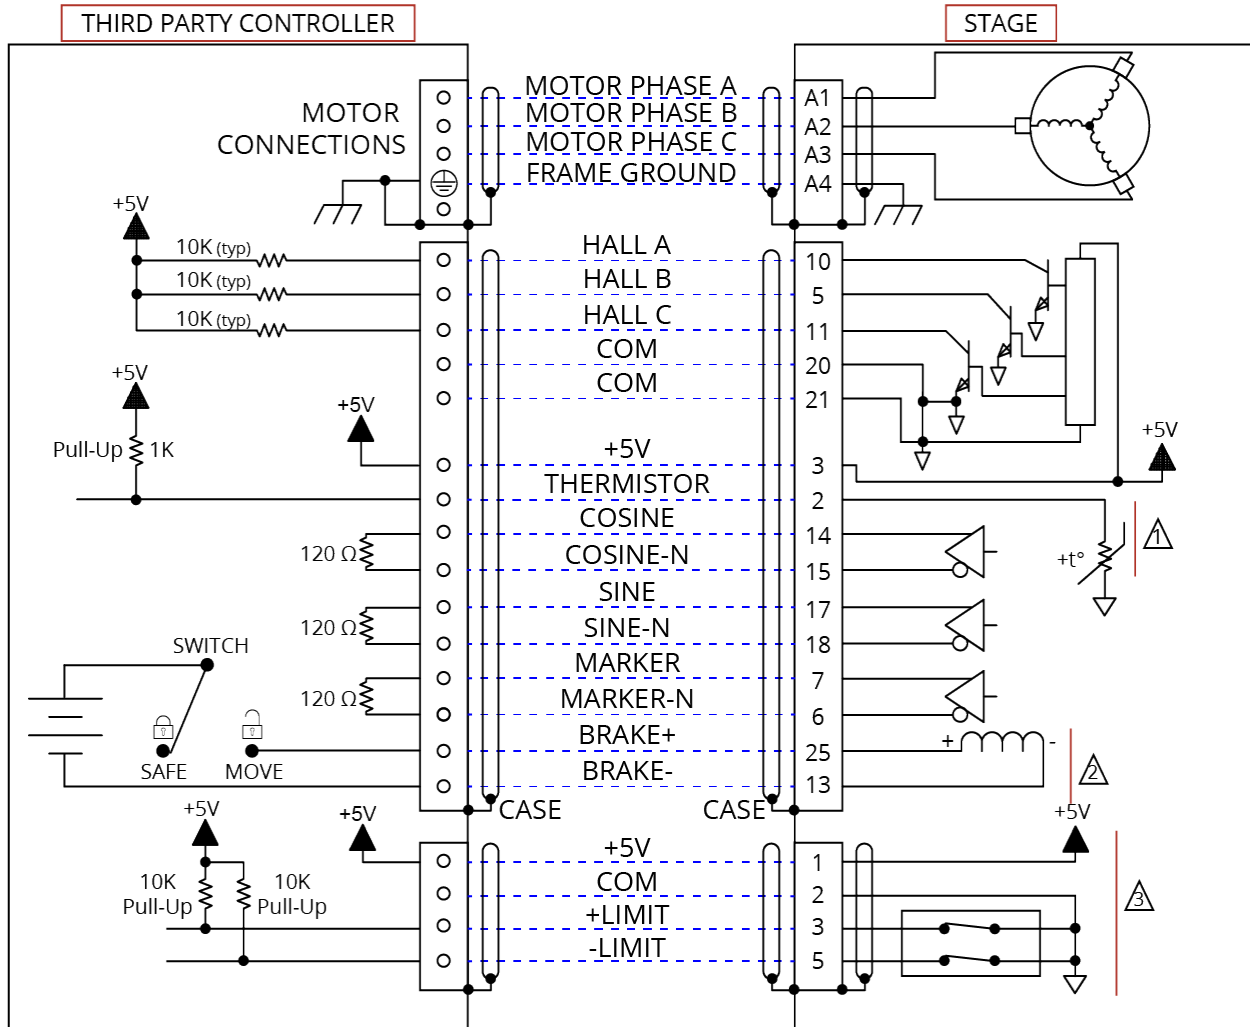 THIRD PARTY CONTROLLER
STAGE
MOTOR
CONNECTIONS
MOTOR PHASE A
A1
MOTOR PHASE B
A2
MOTOR PHASE C
A3
FRAME GROUND
A4
+5V
10K (typ)
HALL A
10
10K (typ)
HALL B
5
10K (typ)
HALL C
11
COM
20
COM
21
+5V
Pull-Up
1K
+5V
+5V
3
+5V
THERMISTOR
2
+t°
1
COSINE
14
120 Ω
COSINE-N
15
SINE
17
120 Ω
SINE-N
18
SWITCH
SAFE
MOVE
MARKER
7
120 Ω
MARKER-N
6
BRAKE+
25
+
-
BRAKE-
13
2
CASE
CASE
+5V
+5V
+5V
1
+5V
10K
Pull-Up
10K
Pull-Up
COM
2
+LIMIT
3
-LIMIT
5
3